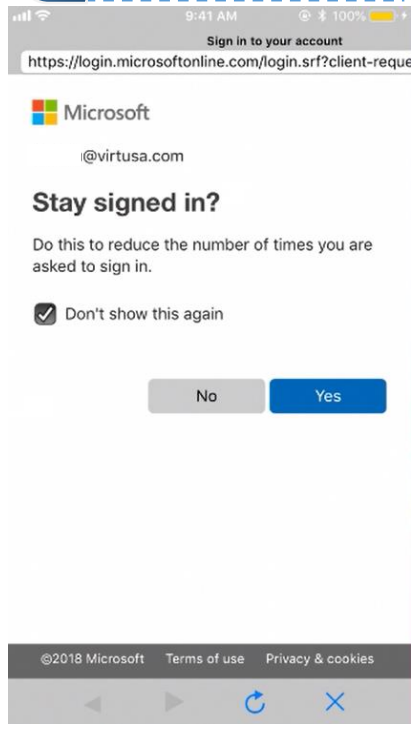 9:41 AM
100%
Sign in to your account
https://login.microsoftonline.com/login.srf?client-reque
Microsoft
@virtusa.com
Stay signed in?
Do this to reduce the number of times you are
asked to sign in.
Don't show this again
No
Yes
©2018 Microsoft Terms of use Privacy & cookies